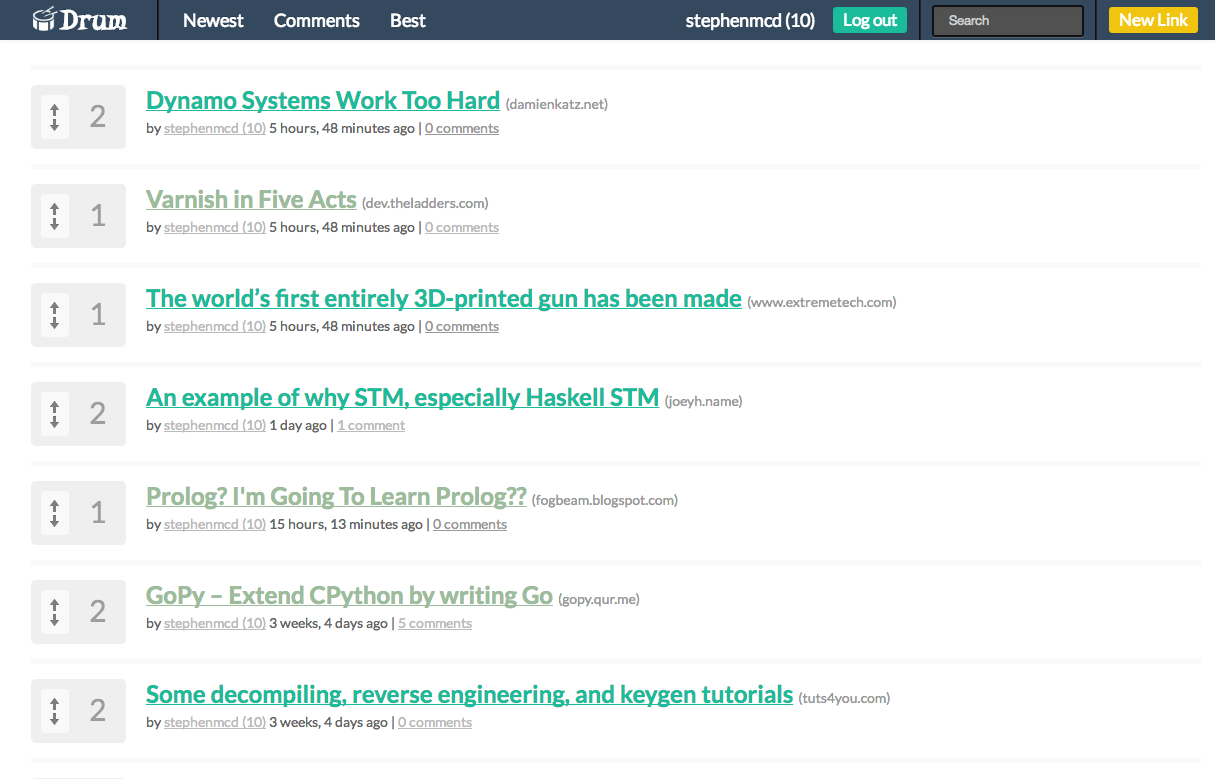 Drum Newest Comments Best stephenmcd (10) Log out Search New Link
2 Dynamo Systems Work Too Hard (damienkatz.net)
by stephenmcd (10) 5 hours, 48 minutes ago | 0 comments
1 Varnish in Five Acts (dev.theladders.com)
by stephenmcd (10) 5 hours, 48 minutes ago | 0 comments
1 The world’s first entirely 3D-printed gun has been made (www.extremetech.com)
by stephenmcd (10) 5 hours, 48 minutes ago | 0 comments
2 An example of why STM, especially Haskell STM (joeyh.name)
by stephenmcd (10) 1 day ago | 1 comment
1 Prolog? I'm Going To Learn Prolog?? (fogbeam.blogspot.com)
by stephenmcd (10) 15 hours, 13 minutes ago | 0 comments
2 GoPy – Extend CPython by writing Go (gopy.qur.me)
by stephenmcd (10) 3 weeks, 4 days ago | 5 comments
2 Some decompiling, reverse engineering, and keygen tutorials (tuts4you.com)
by stephenmcd (10) 3 weeks, 4 days ago | 0 comments